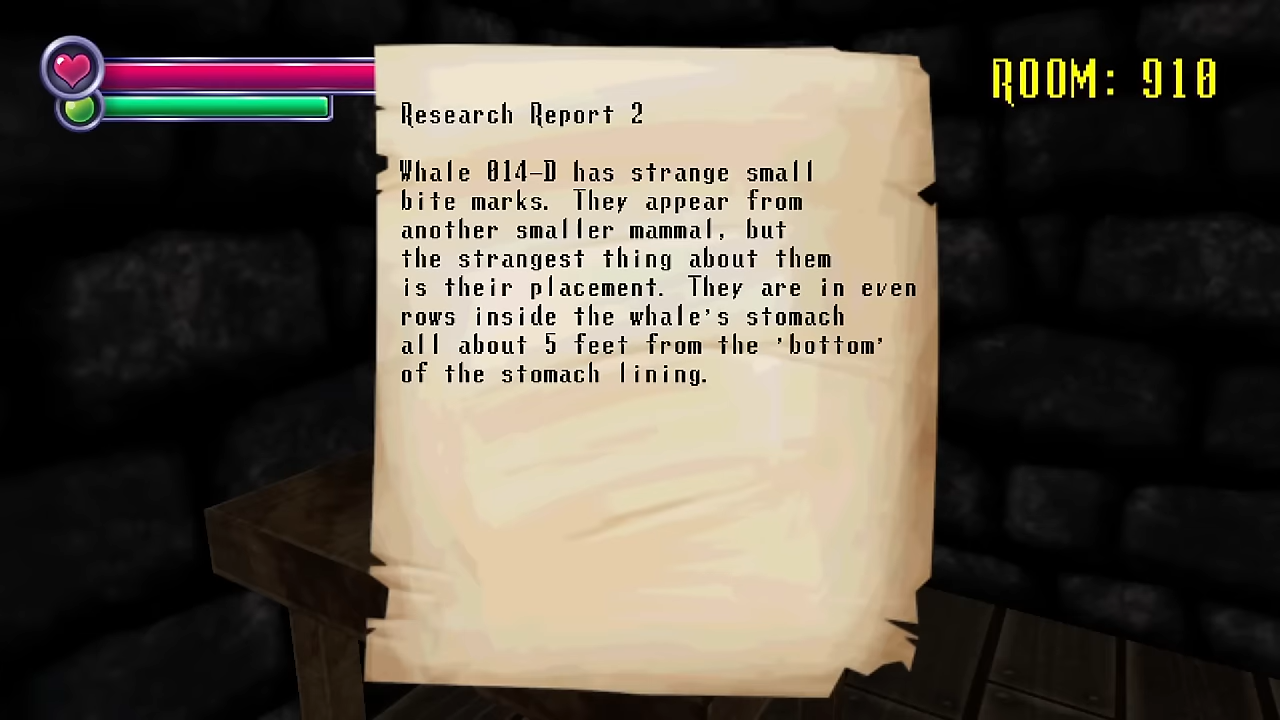 ROOM: 910
Research Report 2
Whale 014-D has strange small
bite marks.  They appear from
another smaller mammal, but
the strangest thing about them
is their placement.  They are in even
rows inside the whale's stomach
all about 5 feet from the 'bottom'
of the stomach lining.